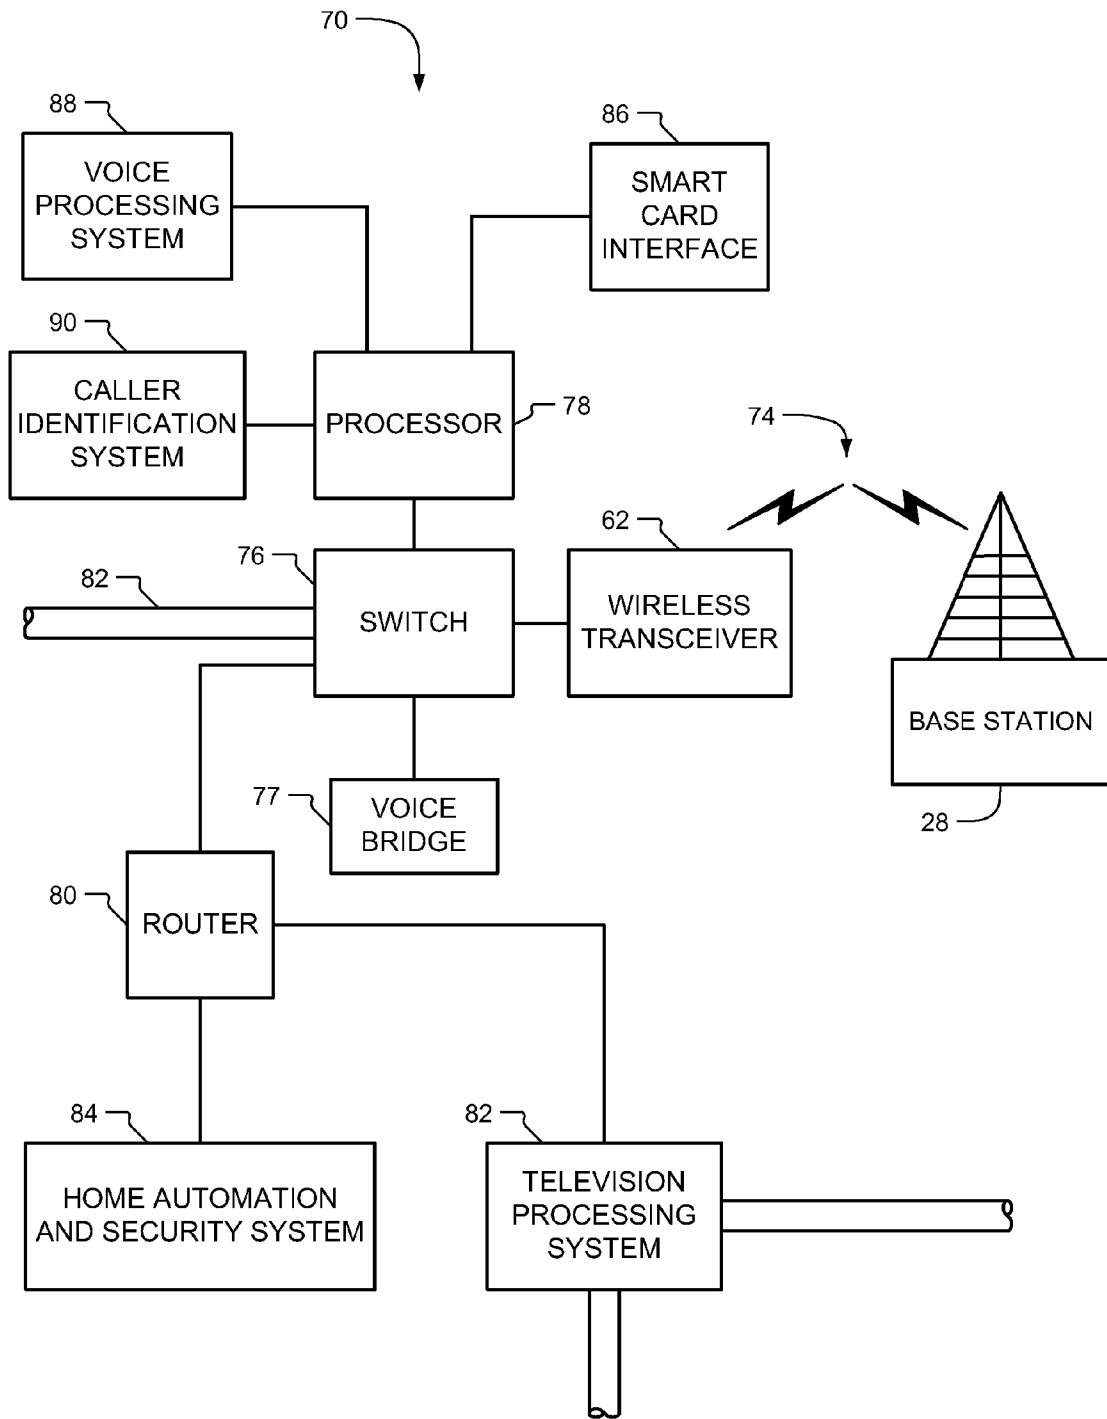 70
88
VOICE
PROCESSING
SYSTEM
86
SMART
CARD
INTERFACE
90
CALLER
IDENTIFICATION
SYSTEM
PROCESSOR
78
74
76
62
82
SWITCH
WIRELESS
TRANSCEIVER
BASE STATION
28
77
VOICE
BRIDGE
80
ROUTER
84
HOME AUTOMATION
AND SECURITY SYSTEM
82
TELEVISION
PROCESSING
SYSTEM